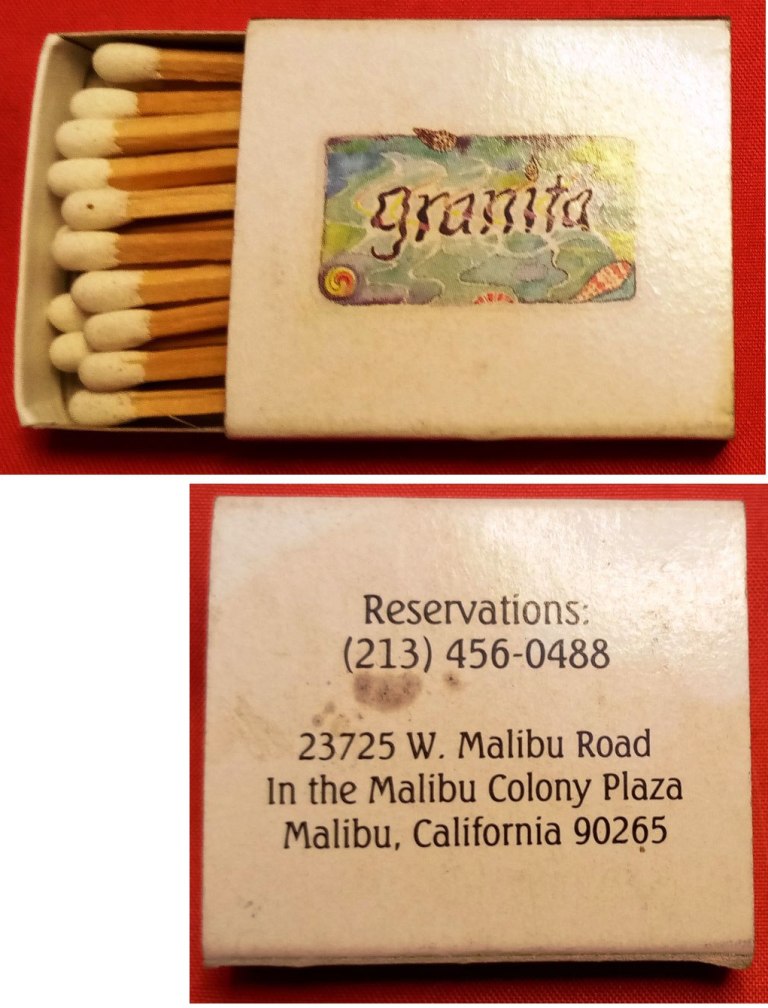 granita
Reservations:
(213) 456-0488
23725 W. Malibu Road
In the Malibu Colony Plaza
Malibu, California 90265